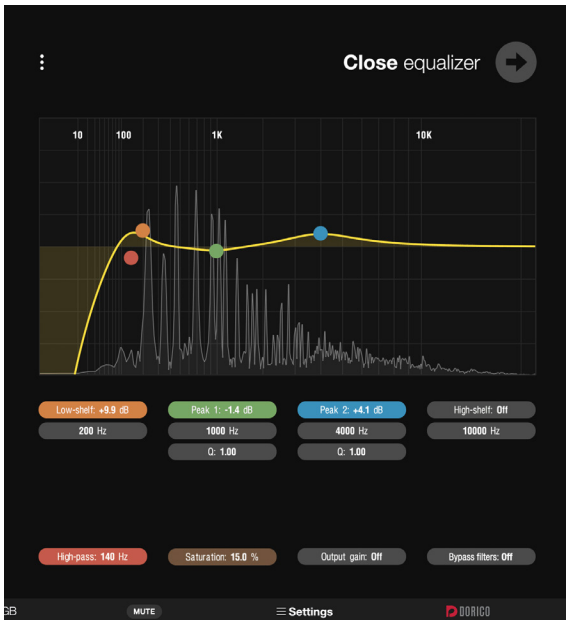 Close equalizer
10 100 1K 10K
Low-shelf: +9.9 dB Peak 1: -1.4 dB Peak 2: +4.1 dB High-shelf: Off
200 Hz 1000 Hz 4000 Hz 10000 Hz
Q: 1.00 Q: 1.00
High-pass: 140 Hz Saturation: 15.0 % Output gain: Off Bypass filters: Off
GB MUTE Settings DORICO